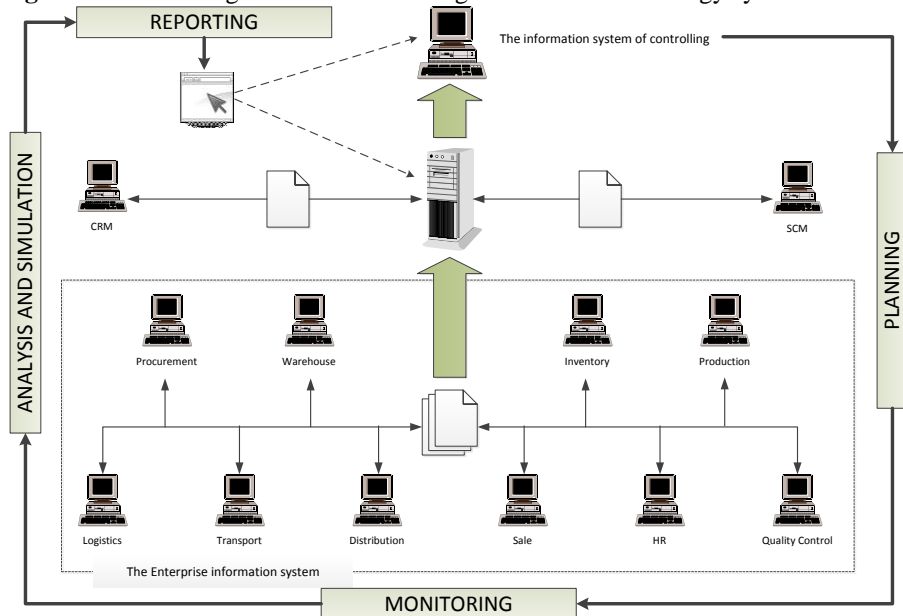 REPORTING
The information system of controlling
ANALYSIS AND SIMULATION
PLANNING
CRM
SCM
Procurement
Warehouse
Inventory
Production
Logistics
Transport
Distribution
Sale
HR
Quality Control
The Enterprise information system
MONITORING